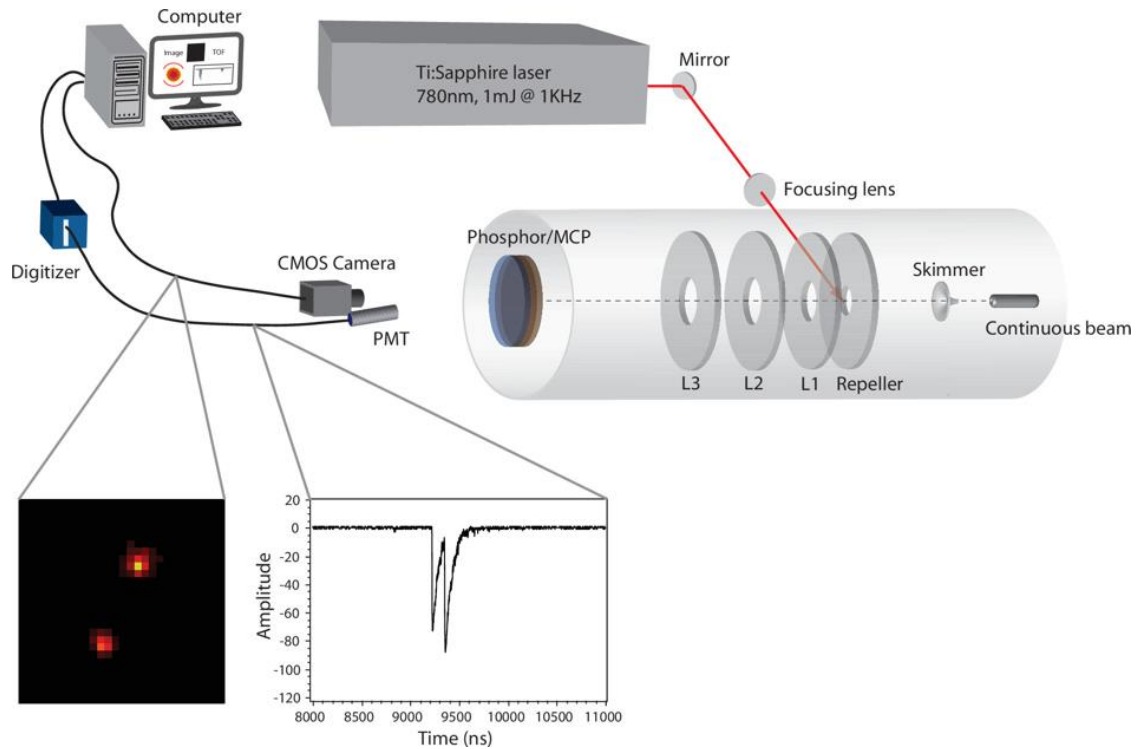 Computer
Image
TOF
Ti:Sapphire laser
780nm, 1mJ @ 1KHz
Mirror
Focusing lens
Phosphor/MCP
Skimmer
Continuous beam
L3
L2
L1
Repeller
Digitizer
CMOS Camera
PMT
20
0
-20
-40
-60
-80
-100
-120
Amplitude
8000
8500
9000
9500
10000
10500
11000
Time (ns)